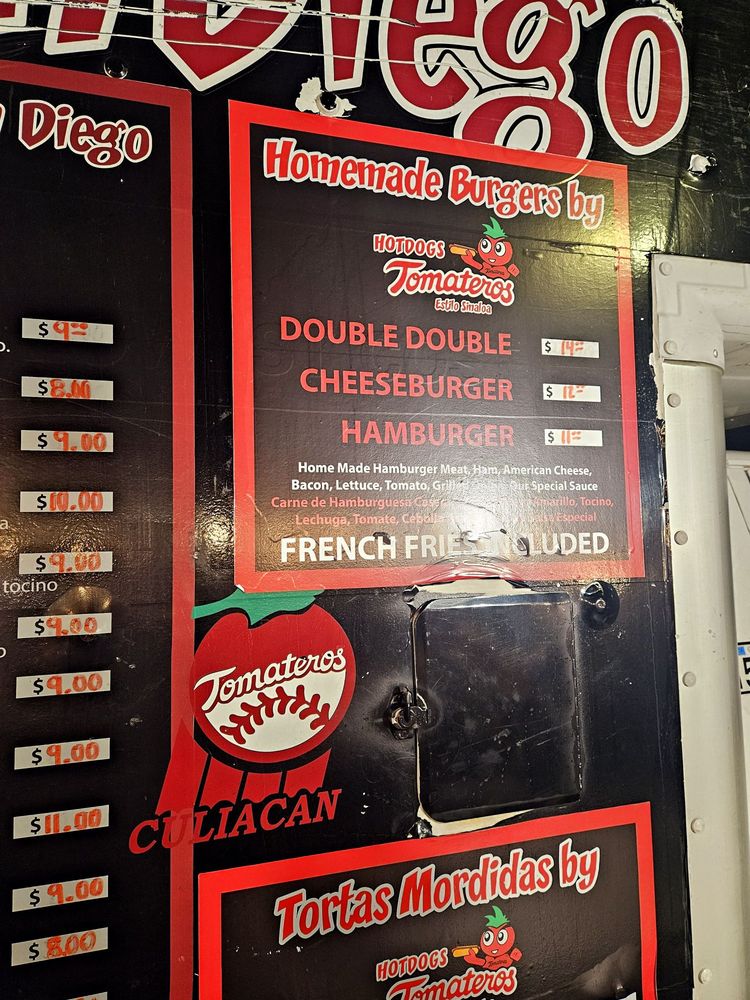 Diego
Diego
$ 9.00
$ 8.00
$ 9.00
$ 10.00
$ 9.00
tocino
$ 9.00
$ 9.00
$ 9.00
$ 11.00
$ 9.00
$ 8.00
Homemade Burgers by
HOTDOGS
Tomateros
Estilo Sinaloa
DOUBLE DOUBLE $ 14
CHEESEBURGER $ 12
HAMBURGER $ 11
Home Made Hamburger Meat, Ham, American Cheese,
Bacon, Lettuce, Tomato, Our Special Sauce
Carne de Hamburguesa Tocino,
Lechuga, Tomate, Especial
FRENCH FRIES INCLUDED
Tomateros
CULIACAN
Tortas Mordidas by
HOTDOGS
Tomateros